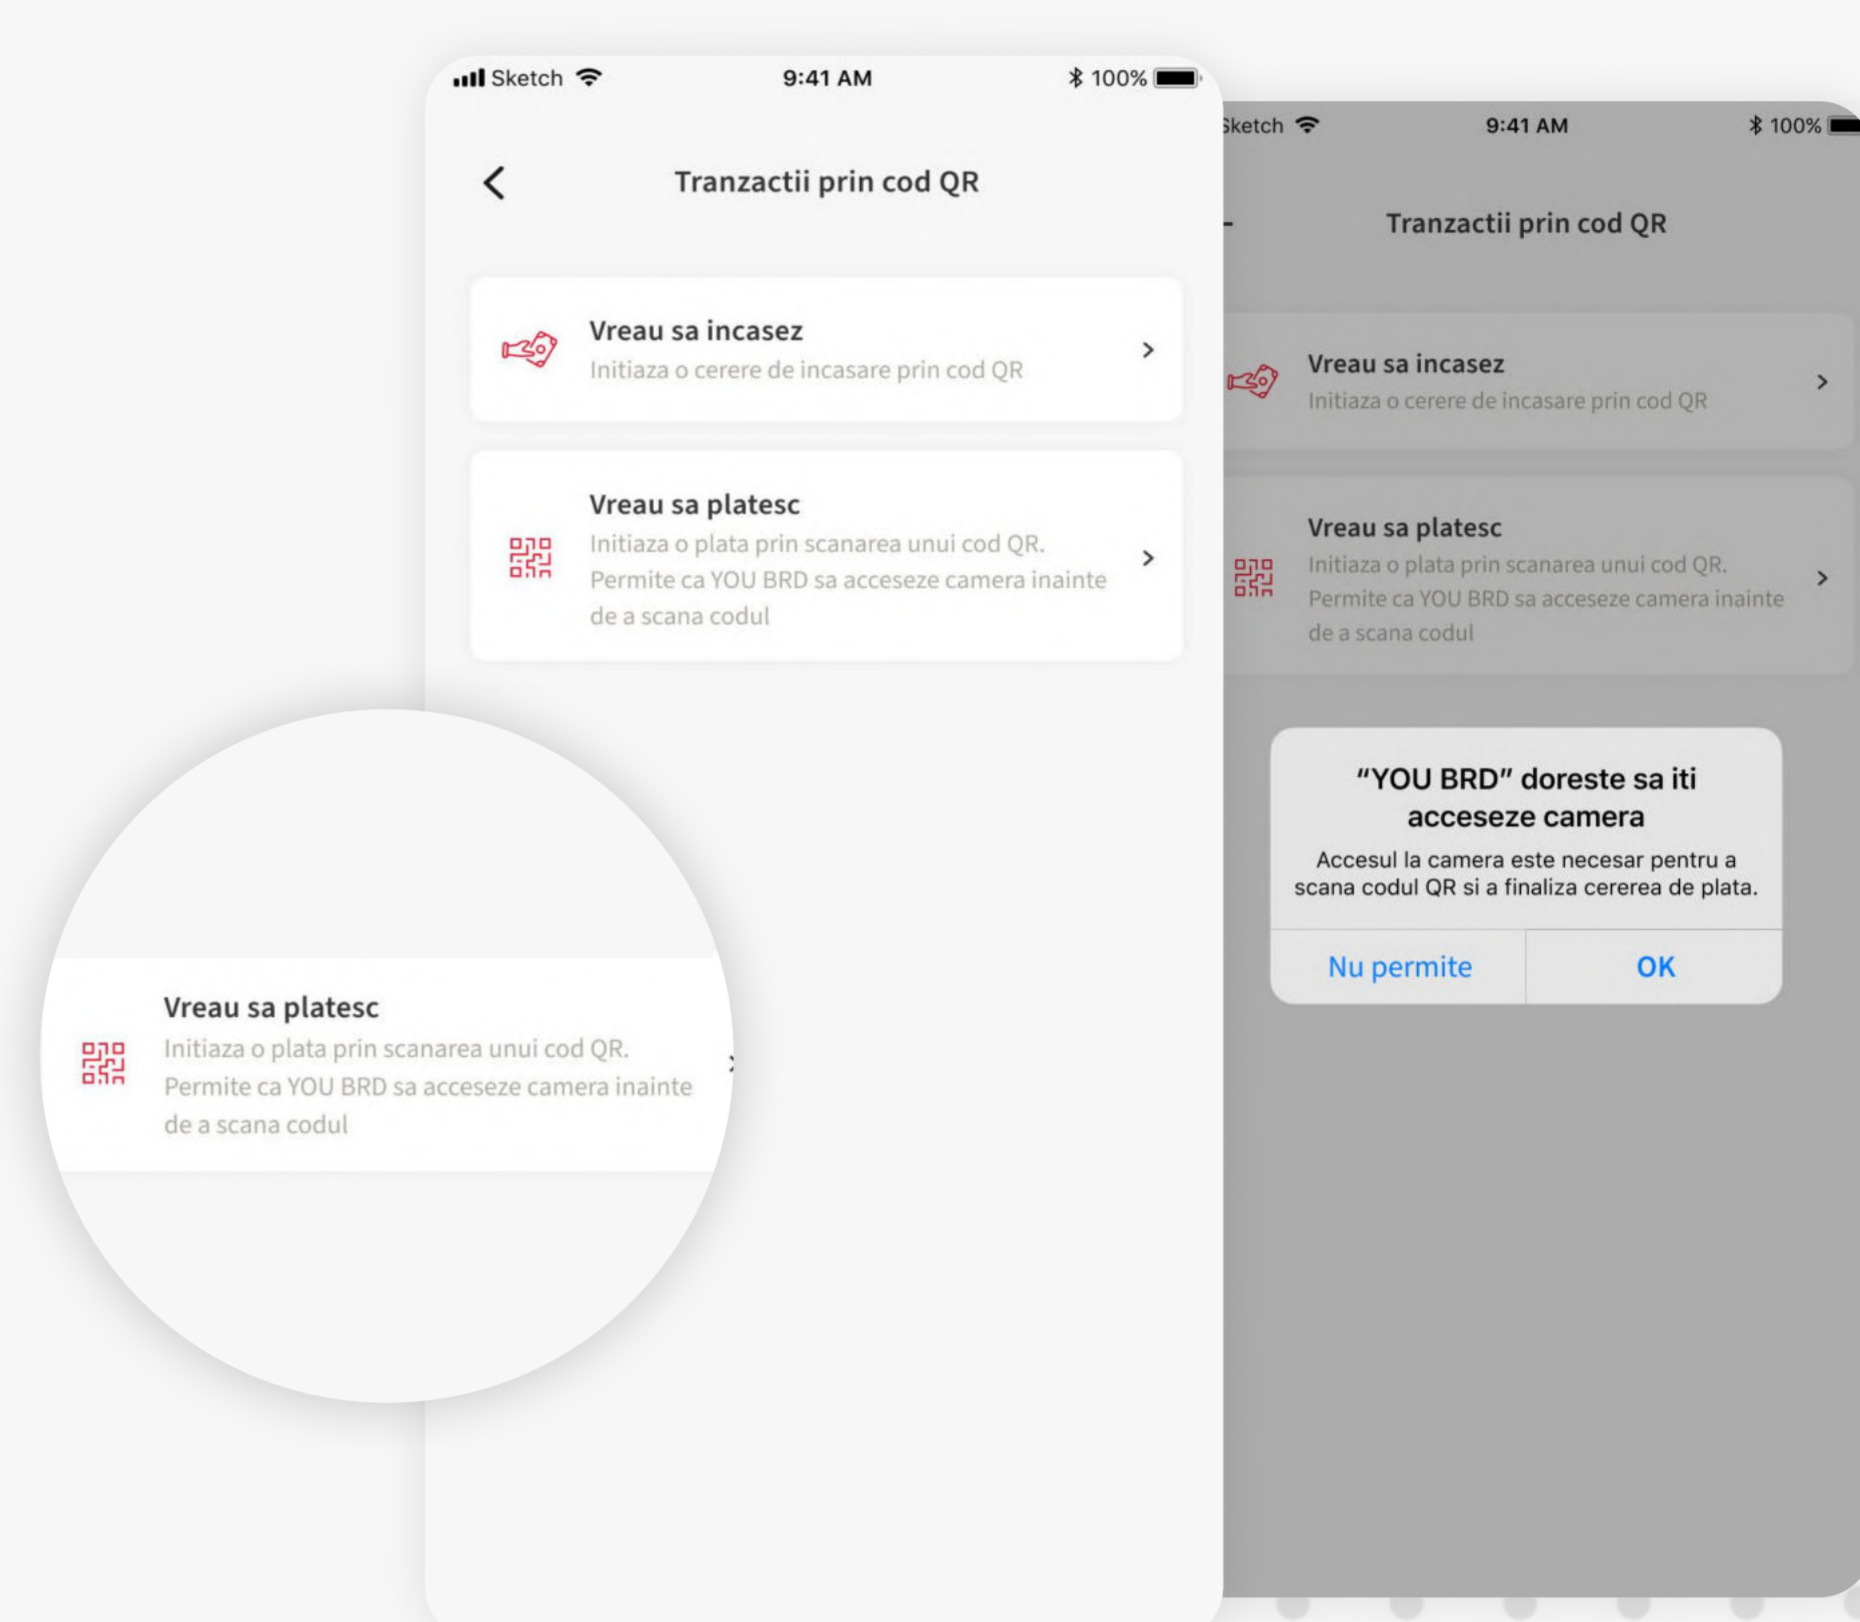 Sketch 9:41 AM 100%
Tranzactii prin cod QR
Vreau sa incasez
Initiaza o cerere de incasare prin cod QR
Vreau sa platesc
Initiaza o plata prin scanarea unui cod QR.
Permite ca YOU BRD sa acceseze camera inainte
de a scana codul
Vreau sa platesc
Initiaza o plata prin scanarea unui cod QR.
Permite ca YOU BRD sa acceseze camera inainte
de a scana codul
Sketch 9:41 AM 100%
Tranzactii prin cod QR
Vreau sa incasez
Initiaza o cerere de incasare prin cod QR
Vreau sa platesc
Initiaza o plata prin scanarea unui cod QR.
Permite ca YOU BRD sa acceseze camera inainte
de a scana codul
“YOU BRD” doreste sa iti
acceseze camera
Accesul la camera este necesar pentru a
scana codul QR si a finaliza cererea de plata.
Nu permite OK